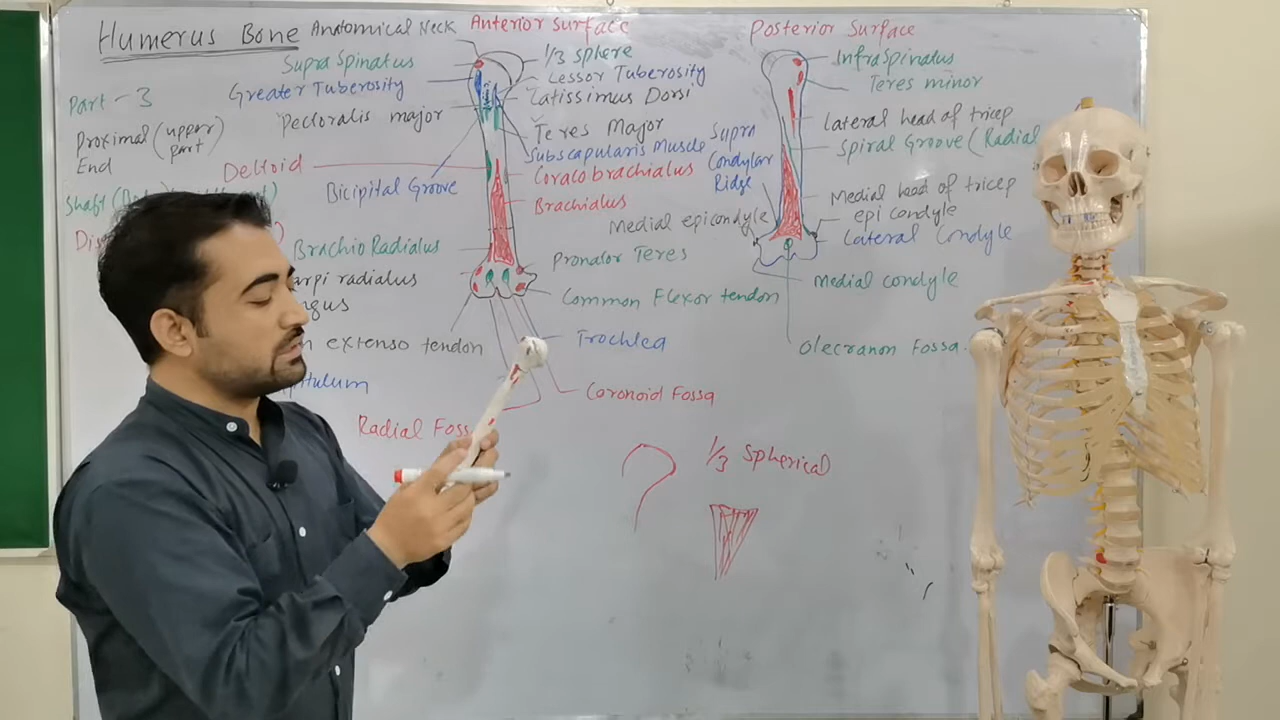 Humerus Bone
Anatomical Neck
Anterior surface
Supra Spinatus
Greater Tuberosity
Pectoralis major
Deltoid
Bicipital Groove
Brachio Radialus
arpi radialus
gus
extenso tendon
Radial Foss
1/3 sphere
Lessor Tuberosity
Latissimus Dorsi
Teres Major
Subscapularis Muscle
Coracobrachialus
Brachialus
Pronator Teres
Common Flexor tendon
Trochlea
Coronoid Fossa
Part - 3
Proximal (upper part)
End
Shaft
Posterior Surface
Infraspinatus
Teres minor
Lateral head of tricep
Spiral Groove (Radial
Supra
Condylar
Ridge
Medial epicondyle
Medial head of tricep
epi condyle
Lateral Condyle
Medial condyle
Olecranon Fossa.
1/3 Spherical